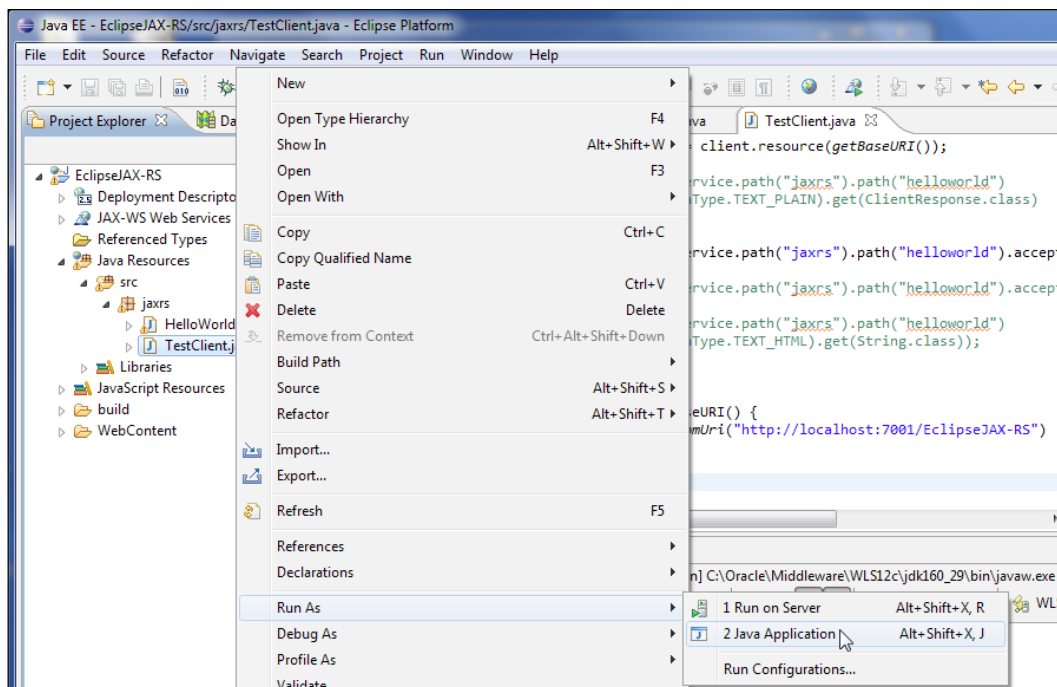 Java EE - EclipseJAX-RS/src/jaxrs/TestClient.java - Eclipse Platform
File Edit Source Refactor Navigate Search Project Run Window Help
Project Explorer Da
EclipseJAX-RS
Deployment Descripto
JAX-WS Web Services
Referenced Types
Java Resources
src
jaxrs
HelloWorld
TestClient.j
Libraries
JavaScript Resources
build
WebContent
New
Open Type Hierarchy F4
Show In Alt+Shift+W
Open F3
Open With
Copy Ctrl+C
Copy Qualified Name
Paste Ctrl+V
Delete Delete
Remove from Context Ctrl+Alt+Shift+Down
Build Path
Source Alt+Shift+S
Refactor Alt+Shift+T
Import...
Export...
Refresh F5
References
Declarations
Run As
Debug As
Profile As
Validate
1 Run on Server Alt+Shift+X, R
2 Java Application Alt+Shift+X, J
Run Configurations...
va TestClient.java
client.resource(getBaseURI());
rvice.path("jaxrs").path("helloworld")
Type.TEXT_PLAIN).get(ClientResponse.class)
rvice.path("jaxrs").path("helloworld").accept
rvice.path("jaxrs").path("helloworld").accept
rvice.path("jaxrs").path("helloworld")
Type.TEXT_HTML).get(String.class));
seURI() {
mUri("http://localhost:7001/EclipseJAX-RS")
n] C:\Oracle\Middleware\WLS12c\jdk160_29\bin\javaw.exe
WL